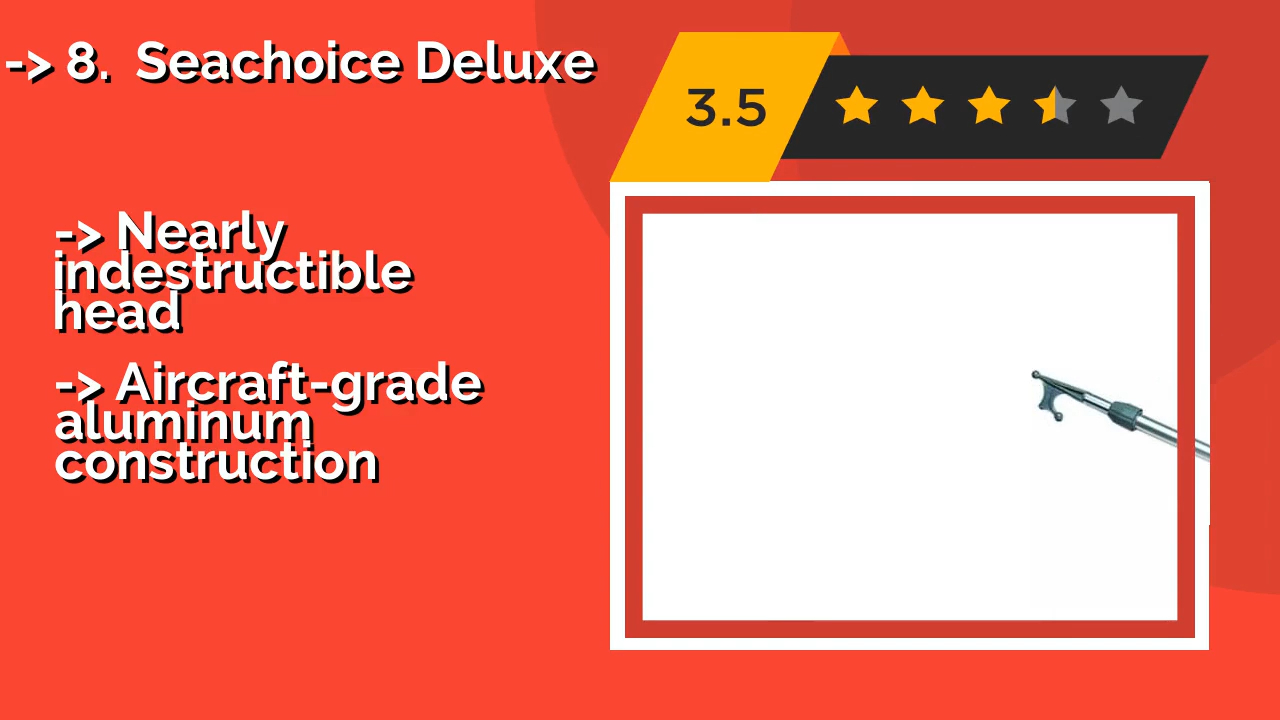 -> 8.  Seachoice Deluxe
3.5
-> Nearly
indestructible
head
-> Aircraft-grade
aluminum
construction